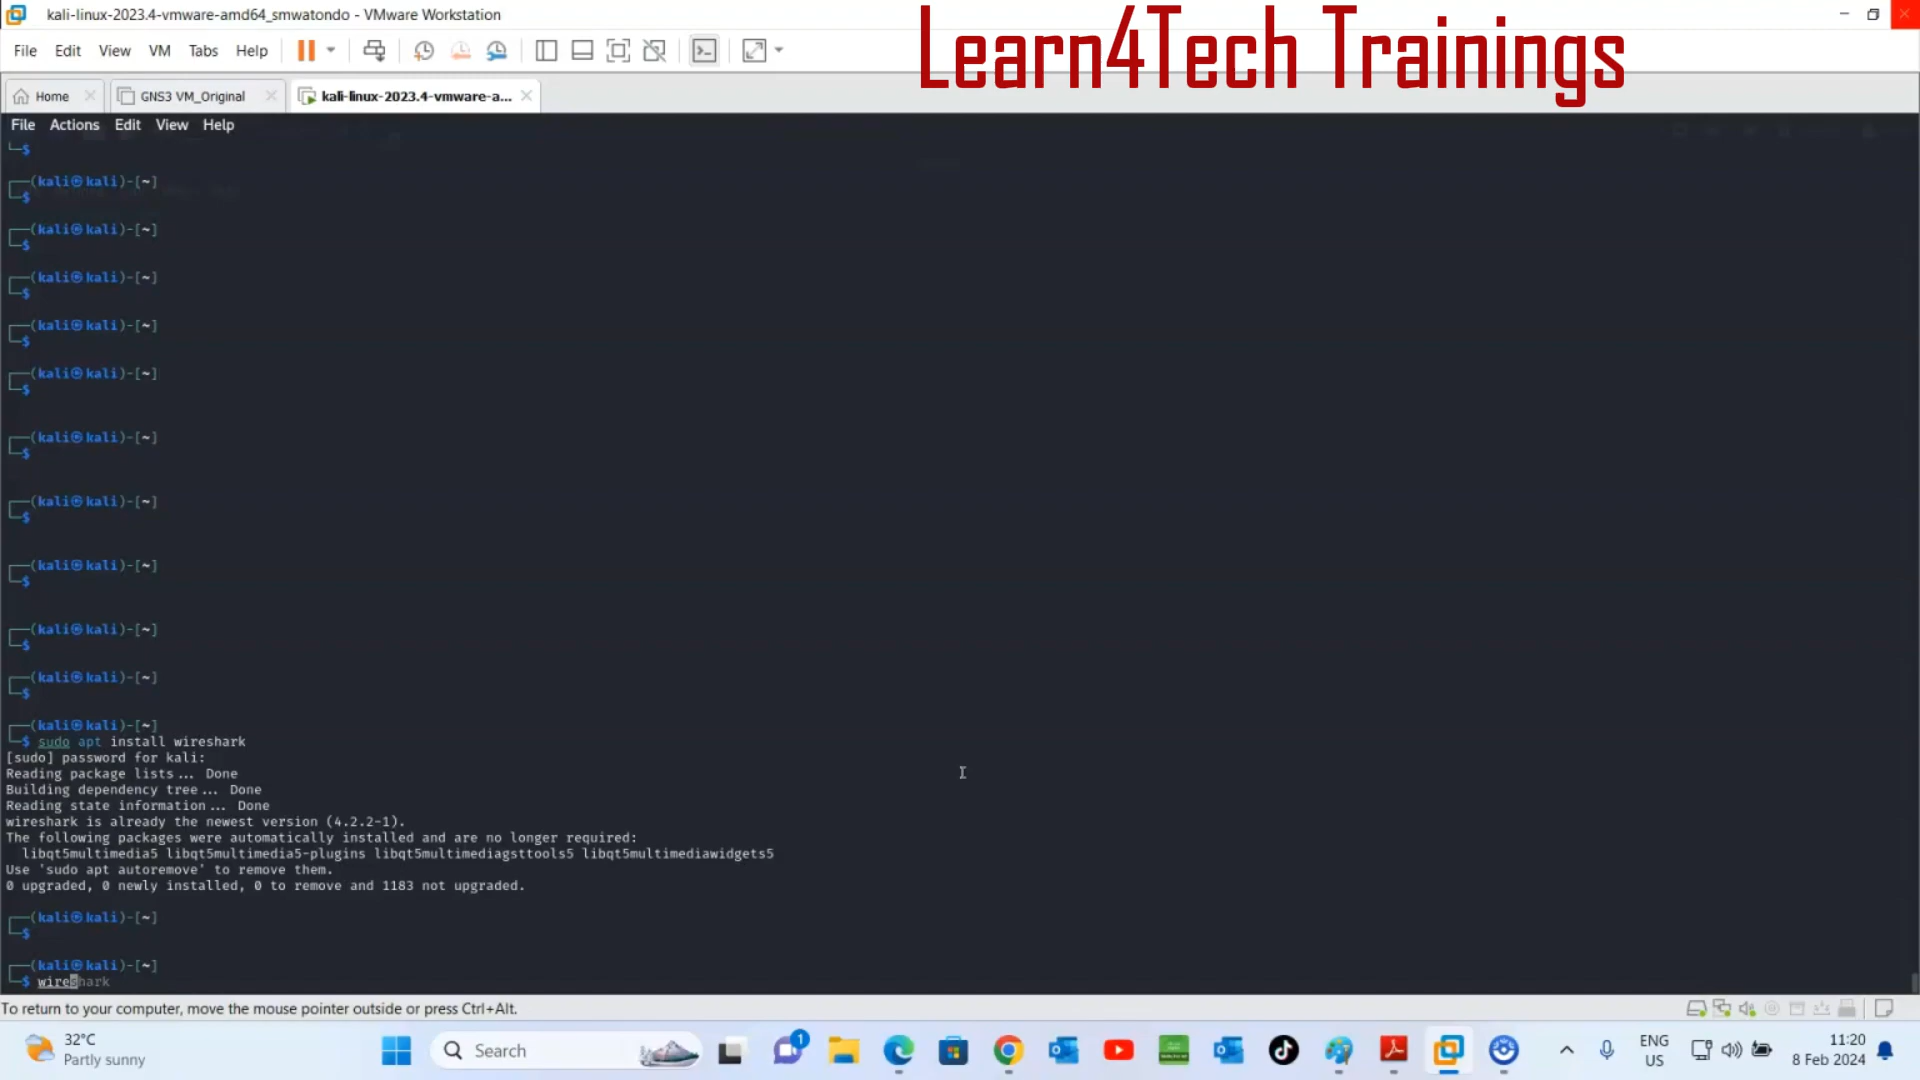 kali-linux-2023.4-vmware-amd64_smwatondo - VMware Workstation
Learn4Tech Trainings
File Edit View VM Tabs Help
Home GNS3 VM_Original kali-linux-2023.4-vmware-a...
File Actions Edit View Help
└─$
┌──(kali㉿kali)-[~]
└─$
┌──(kali㉿kali)-[~]
└─$
┌──(kali㉿kali)-[~]
└─$
┌──(kali㉿kali)-[~]
└─$
┌──(kali㉿kali)-[~]
└─$
┌──(kali㉿kali)-[~]
└─$
┌──(kali㉿kali)-[~]
└─$
┌──(kali㉿kali)-[~]
└─$
┌──(kali㉿kali)-[~]
└─$
┌──(kali㉿kali)-[~]
└─$
┌──(kali㉿kali)-[~]
└─$ sudo apt install wireshark
[sudo] password for kali:
Reading package lists... Done
Building dependency tree... Done
Reading state information... Done
wireshark is already the newest version (4.2.2-1).
The following packages were automatically installed and are no longer required:
  libqt5multimedia5 libqt5multimedia5-plugins libqt5multimediagsttools5 libqt5multimediawidgets5
Use 'sudo apt autoremove' to remove them.
0 upgraded, 0 newly installed, 0 to remove and 1183 not upgraded.
┌──(kali㉿kali)-[~]
└─$
┌──(kali㉿kali)-[~]
└─$ wireshark
To return to your computer, move the mouse pointer outside or press Ctrl+Alt.
32°C
Partly sunny
Search
1
ENG
US
11:20
8 Feb 2024